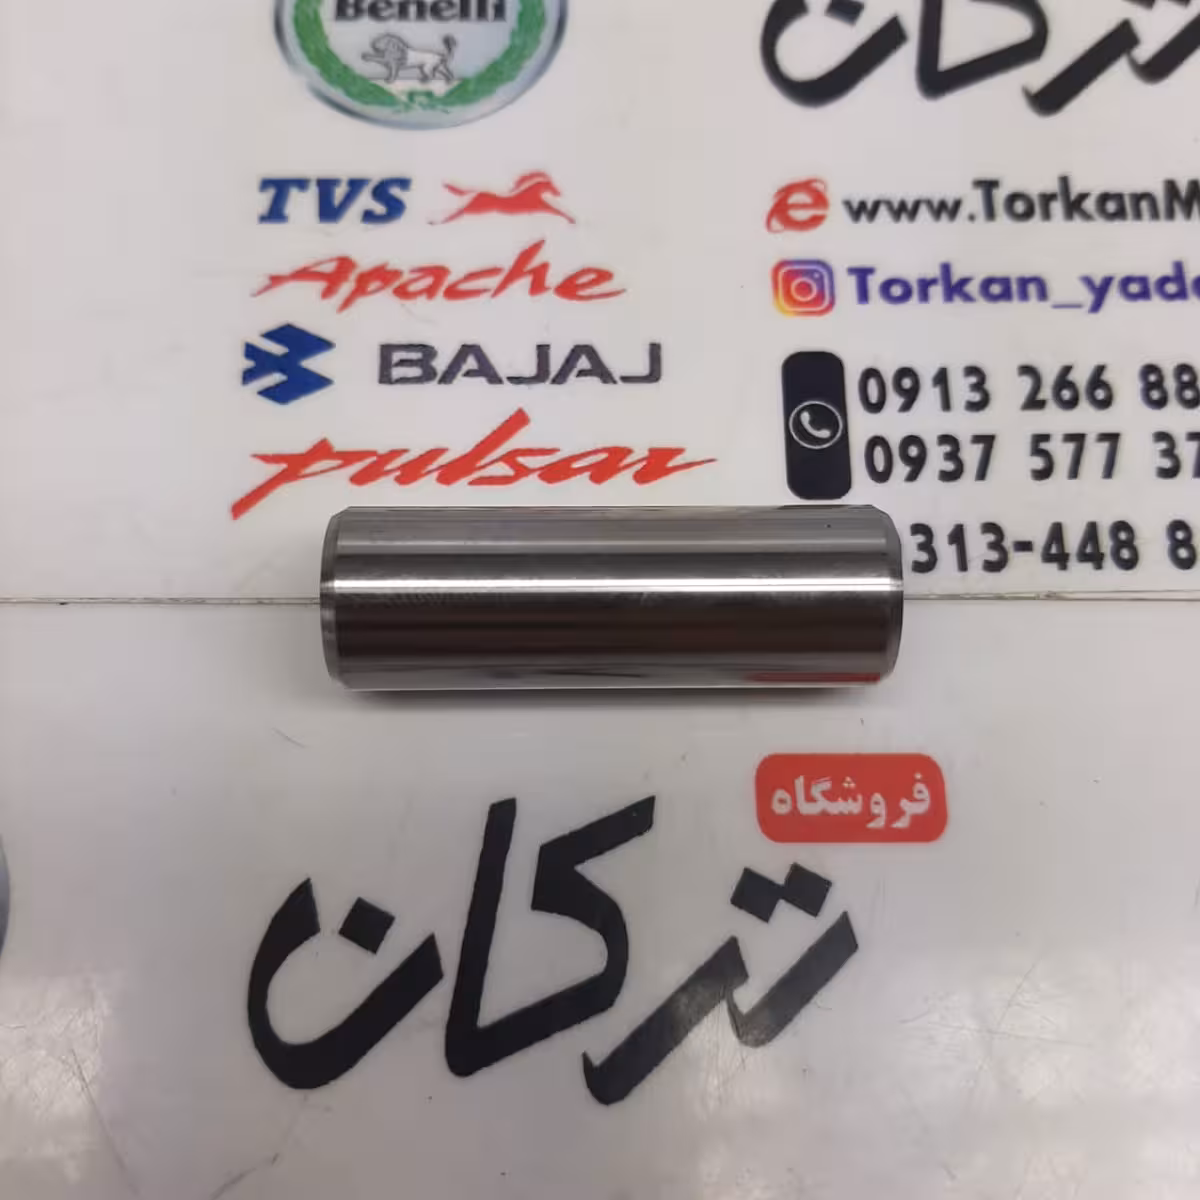 Benelli
ترکان
TVS
www.TorkanM
Apache
Torkan_yad
BAJAJ
0913 266 88
pulsar
0937 577 37
313-448 8
فروشگاه
ترکان